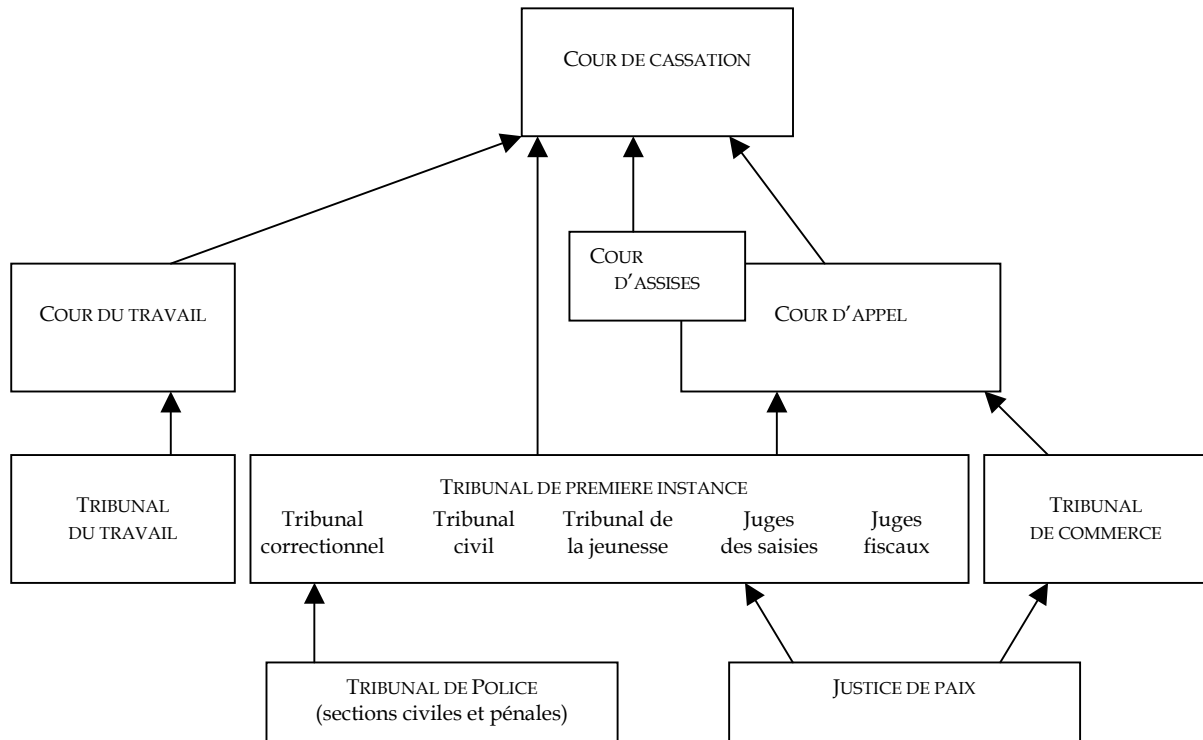 COUR DE CASSATION
COUR
D'ASSISES
COUR DU TRAVAIL
COUR D'APPEL
TRIBUNAL
DU TRAVAIL
TRIBUNAL DE PREMIERE INSTANCE
Tribunal correctionnel
Tribunal civil
Tribunal de la jeunesse
Juges des saisies
Juges fiscaux
TRIBUNAL
DE COMMERCE
TRIBUNAL DE POLICE
(sections civiles et pénales)
JUSTICE DE PAIX